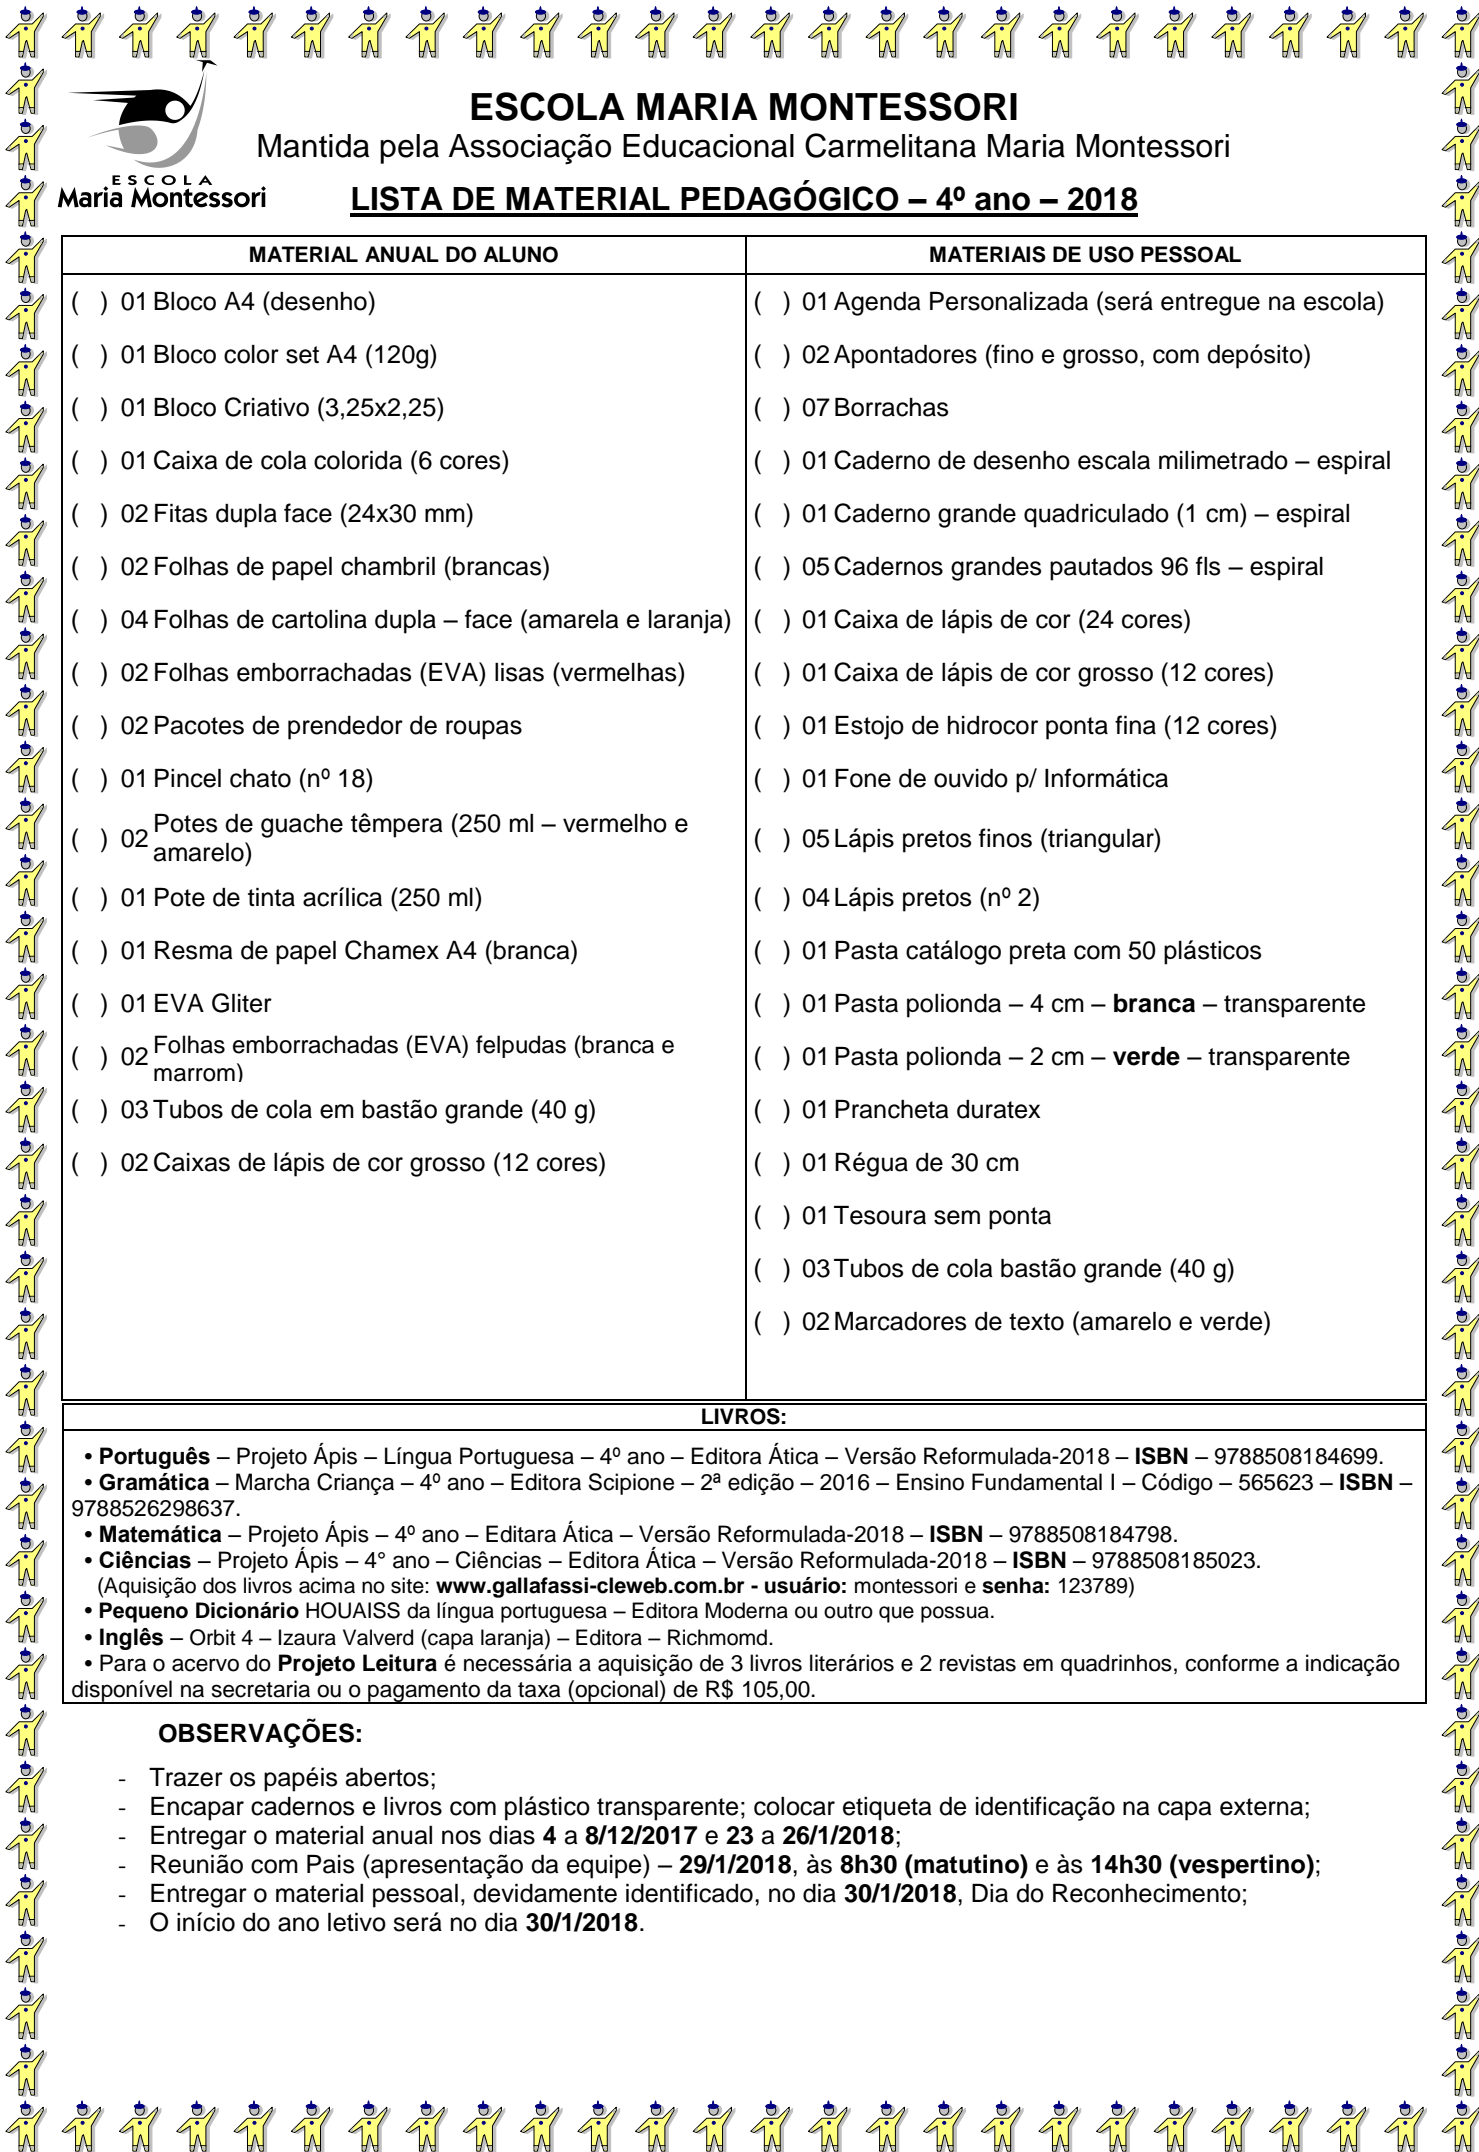 ESCOLA MARIA MONTESSORI
Mantida pela Associação Educacional Carmelitana Maria Montessori
ESCOLA
Maria Montessori
LISTA DE MATERIAL PEDAGÓGICO – 4º ano – 2018
MATERIAL ANUAL DO ALUNO
( ) 01 Bloco A4 (desenho)
( ) 01 Bloco color set A4 (120g)
( ) 01 Bloco Criativo (3,25x2,25)
( ) 01 Caixa de cola colorida (6 cores)
( ) 02 Fitas dupla face (24x30 mm)
( ) 02 Folhas de papel chambril (brancas)
( ) 04 Folhas de cartolina dupla – face (amarela e laranja)
( ) 02 Folhas emborrachadas (EVA) lisas (vermelhas)
( ) 02 Pacotes de prendedor de roupas
( ) 01 Pincel chato (nº 18)
( ) 02 Potes de guache têmpera (250 ml – vermelho e
amarelo)
( ) 01 Pote de tinta acrílica (250 ml)
( ) 01 Resma de papel Chamex A4 (branca)
( ) 01 EVA Gliter
( ) 02 Folhas emborrachadas (EVA) felpudas (branca e
marrom)
( ) 03 Tubos de cola em bastão grande (40 g)
( ) 02 Caixas de lápis de cor grosso (12 cores)
MATERIAIS DE USO PESSOAL
( ) 01 Agenda Personalizada (será entregue na escola)
( ) 02 Apontadores (fino e grosso, com depósito)
( ) 07 Borrachas
( ) 01 Caderno de desenho escala milimetrado – espiral
( ) 01 Caderno grande quadriculado (1 cm) – espiral
( ) 05 Cadernos grandes pautados 96 fls – espiral
( ) 01 Caixa de lápis de cor (24 cores)
( ) 01 Caixa de lápis de cor grosso (12 cores)
( ) 01 Estojo de hidrocor ponta fina (12 cores)
( ) 01 Fone de ouvido p/ Informática
( ) 05 Lápis pretos finos (triangular)
( ) 04 Lápis pretos (nº 2)
( ) 01 Pasta catálogo preta com 50 plásticos
( ) 01 Pasta polionda – 4 cm – branca – transparente
( ) 01 Pasta polionda – 2 cm – verde – transparente
( ) 01 Prancheta duratex
( ) 01 Régua de 30 cm
( ) 01 Tesoura sem ponta
( ) 03 Tubos de cola bastão grande (40 g)
( ) 02 Marcadores de texto (amarelo e verde)
LIVROS:
• Português – Projeto Ápis – Língua Portuguesa – 4º ano – Editora Ática – Versão Reformulada-2018 – ISBN – 9788508184699.
• Gramática – Marcha Criança – 4º ano – Editora Scipione – 2ª edição – 2016 – Ensino Fundamental I – Código – 565623 – ISBN –
9788526298637.
• Matemática – Projeto Ápis – 4º ano – Editara Ática – Versão Reformulada-2018 – ISBN – 9788508184798.
• Ciências – Projeto Ápis – 4° ano – Ciências – Editora Ática – Versão Reformulada-2018 – ISBN – 9788508185023.
(Aquisição dos livros acima no site: www.gallafassi-cleweb.com.br - usuário: montessori e senha: 123789)
• Pequeno Dicionário HOUAISS da língua portuguesa – Editora Moderna ou outro que possua.
• Inglês – Orbit 4 – Izaura Valverd (capa laranja) – Editora – Richmomd.
• Para o acervo do Projeto Leitura é necessária a aquisição de 3 livros literários e 2 revistas em quadrinhos, conforme a indicação
disponível na secretaria ou o pagamento da taxa (opcional) de R$ 105,00.
OBSERVAÇÕES:
- Trazer os papéis abertos;
- Encapar cadernos e livros com plástico transparente; colocar etiqueta de identificação na capa externa;
- Entregar o material anual nos dias 4 a 8/12/2017 e 23 a 26/1/2018;
- Reunião com Pais (apresentação da equipe) – 29/1/2018, às 8h30 (matutino) e às 14h30 (vespertino);
- Entregar o material pessoal, devidamente identificado, no dia 30/1/2018, Dia do Reconhecimento;
- O início do ano letivo será no dia 30/1/2018.